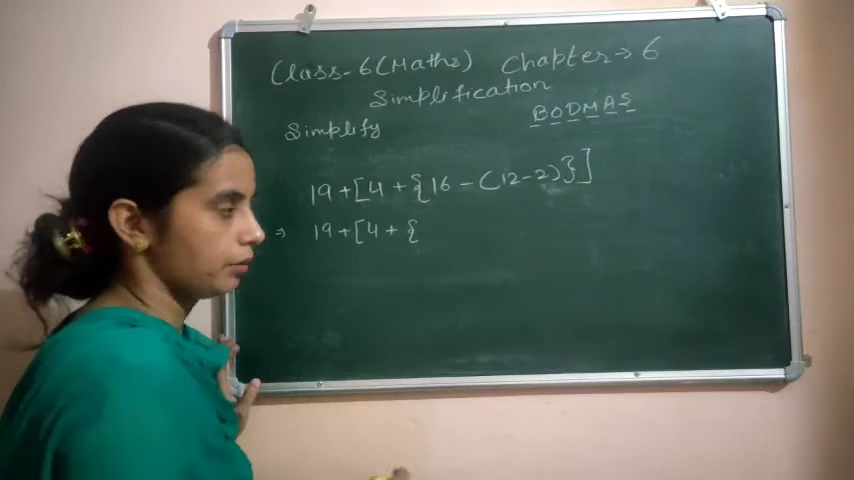 Class-6 (Maths) Chapter → 6
Simplification
Simplify BODMAS
19 + [4 + {16 - (12-2)}]
⇒ 19 + [4 + {